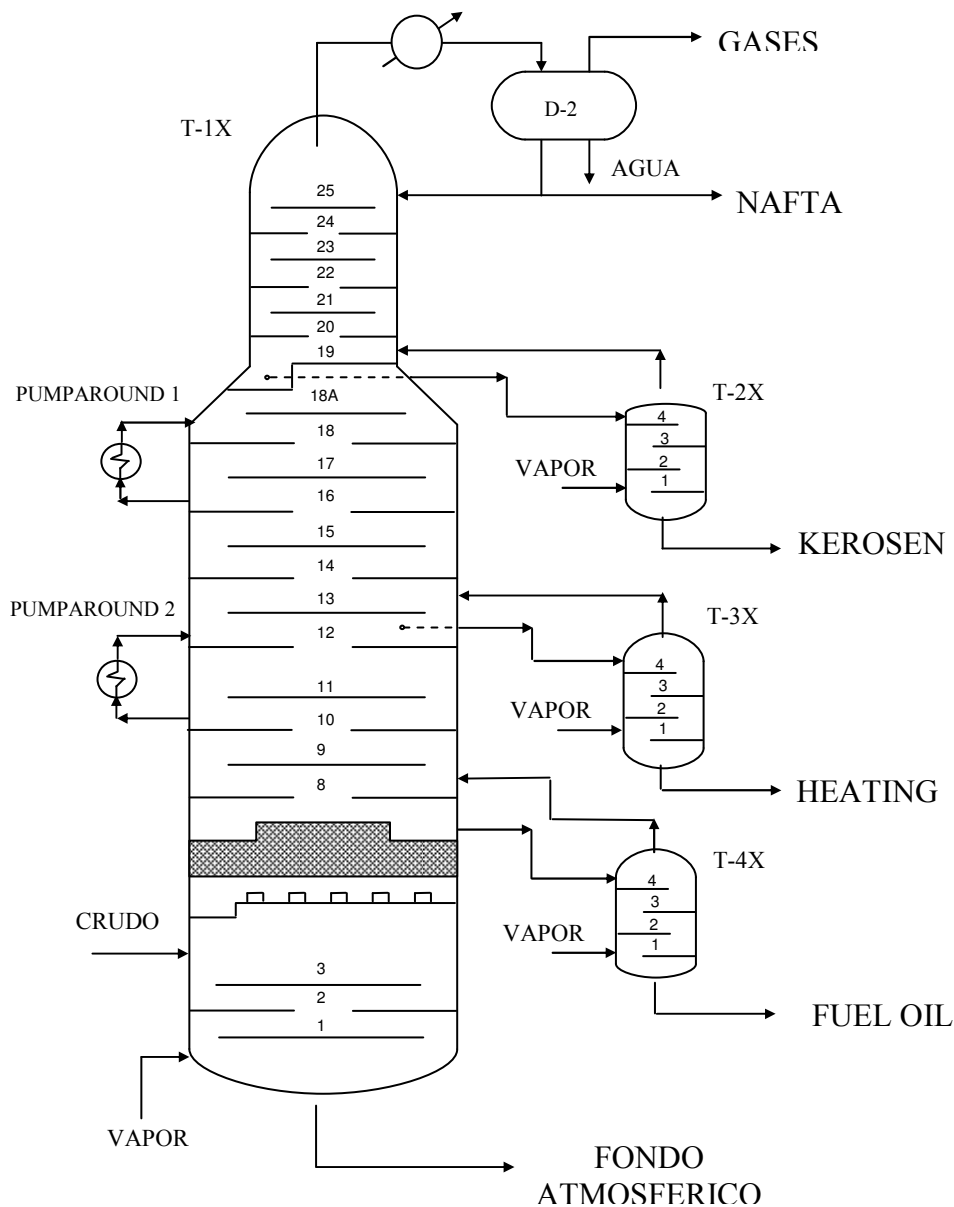 GASES
D-2
T-1X
AGUA
NAFTA
25
24
23
22
21
20
19
PUMPAROUND 1
18A
T-2X
18
4
3
17
VAPOR
2
16
1
KEROSEN
15
14
13
PUMPAROUND 2
T-3X
12
4
3
11
VAPOR
2
10
1
9
8
HEATING
T-4X
4
CRUDO
3
VAPOR
2
1
3
2
FUEL OIL
1
VAPOR
FONDO
ATMOSFERICO